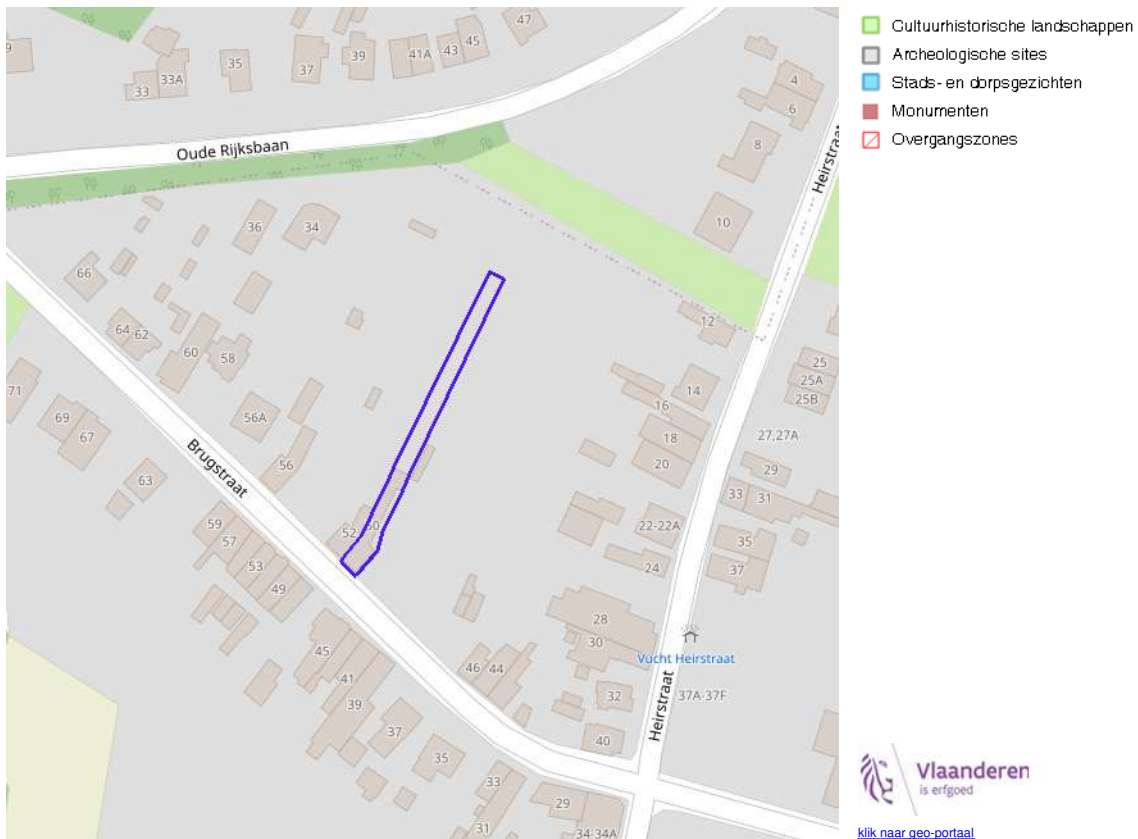 47
45
43
41A
39
37
35
33A
33
39
4
6
8
10
Oude Rijksbaan
Heirstraat
36
34
66
64
62
60
58
56A
56
71
69
67
63
Brugstraat
12
14
16
18
20
25
25A
25B
27,27A
29
33
31
35
37
22-22A
24
52
50
59
57
53
49
45
41
39
37
35
33
31
46
44
28
30
Vucht Heirstraat
32
37A-37F
Heirstraat
40
29
34-34A
Cultuurhistorische landschappen
Archeologische sites
Stads- en dorpsgezichten
Monumenten
Overgangszones
Vlaanderen
is erfgoed
klik naar geo-portaal